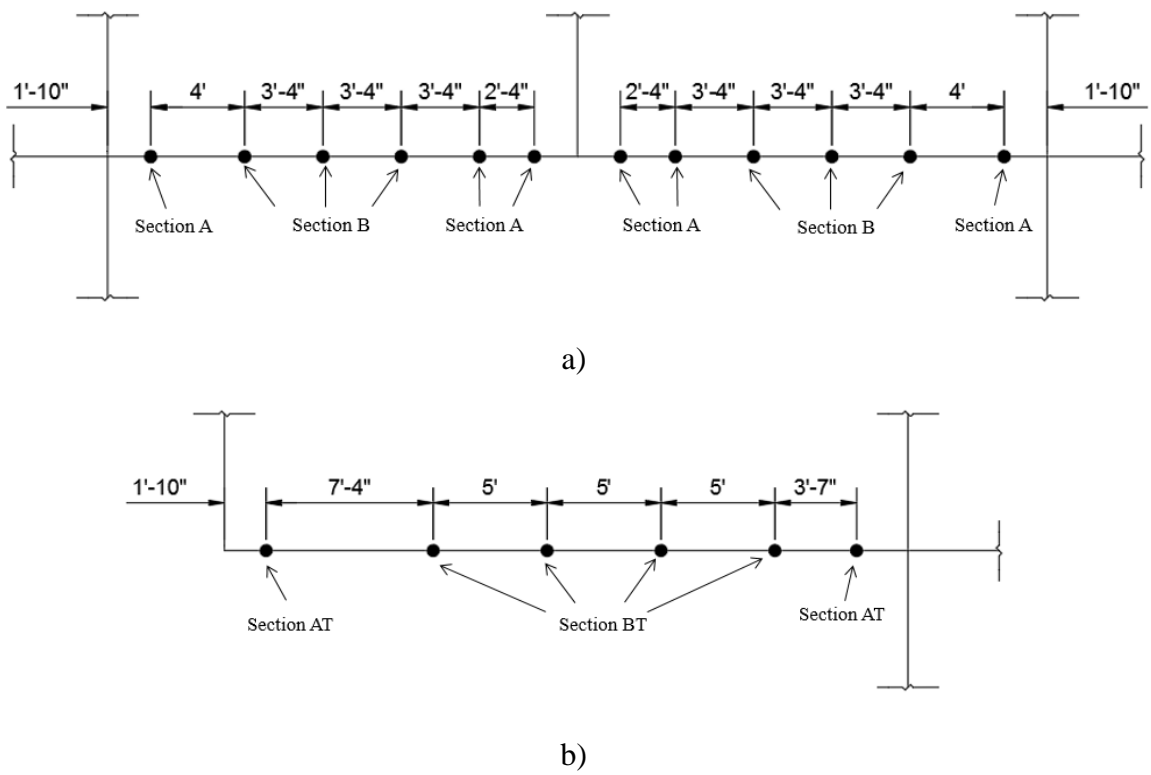 1'-10" 4' 3'-4" 3'-4" 3'-4" 2'-4" 2'-4" 3'-4" 3'-4" 3'-4" 4' 1'-10"
Section A Section B Section A Section A Section B Section A
a)
1'-10" 7'-4" 5' 5' 5' 3'-7"
Section AT Section BT Section AT
b)